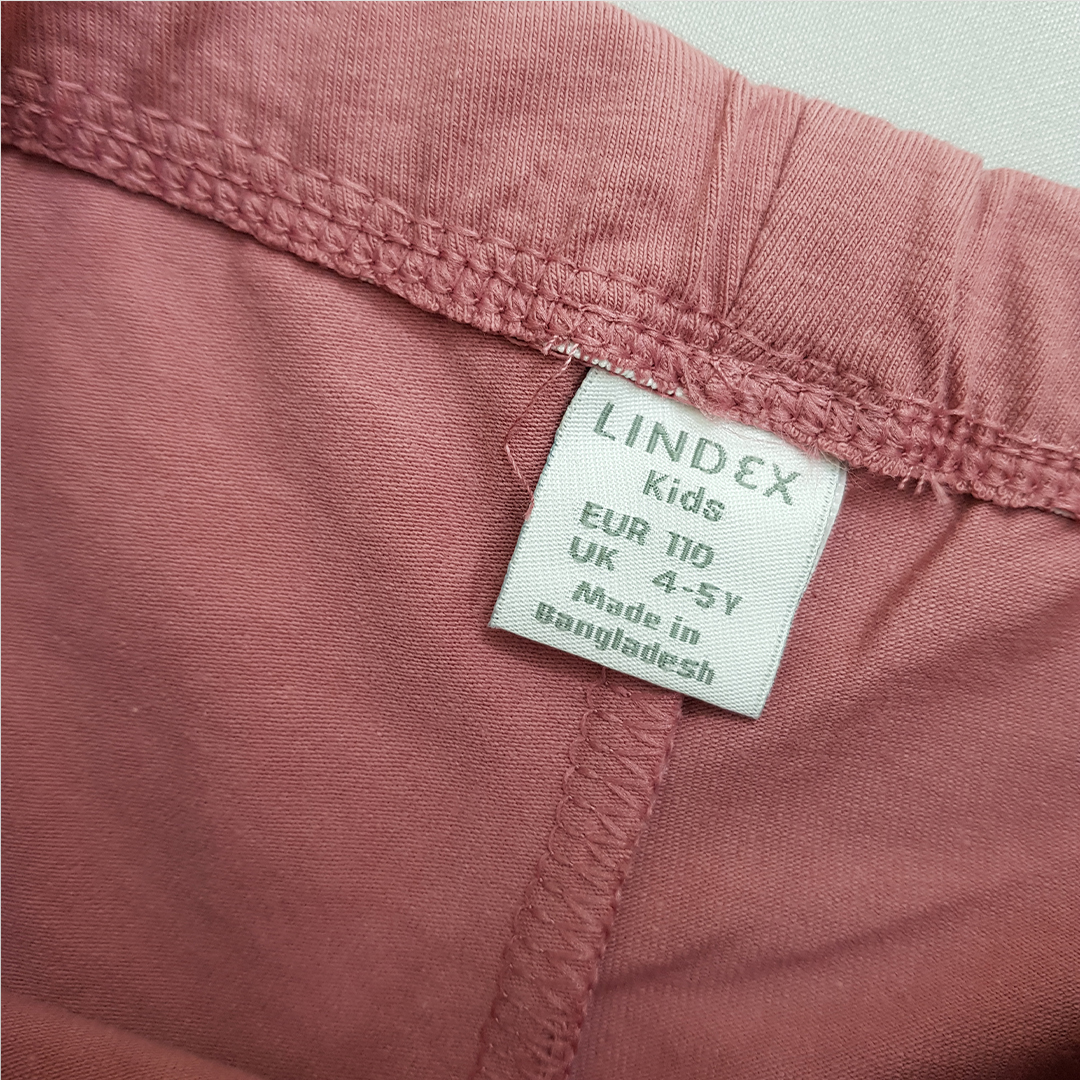 LINDEX
Kids
EUR 110
UK 4-5Y
Made in
Bangladesh